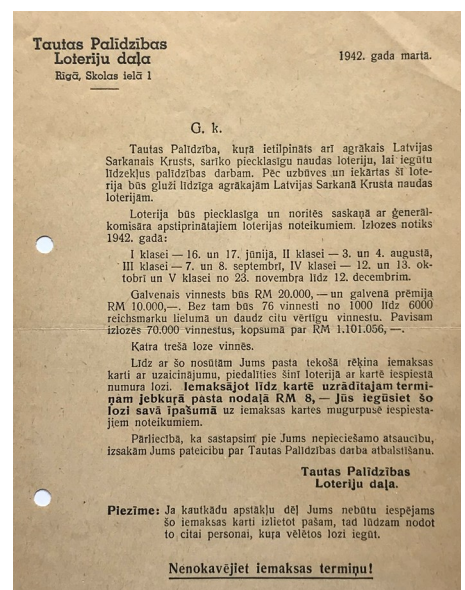 Tautas Palīdzības
Loteriju daļa
Rīgā, Skolas ielā 1
1942. gada martā.
G. k.
Tautas Palīdzība, kuŗā ietilpināts arī agrākais Latvijas
Sarkanais Krusts, sarīko piecklasīgu naudas loteriju, lai iegūtu
līdzekļus palīdzības darbam. Pēc uzbūves un iekārtas šī lote-
rija būs gluži līdzīga agrākajām Latvijas Sarkanā Krusta naudas
loterijām.
Loterija būs piecklasīga un noritēs saskaņā ar ģenerāl-
komisāra apstiprinātajiem loterijas noteikumiem. Izlozes notiks
1942. gadā:
I klasei — 16. un 17. jūnijā, II klasei — 3. un 4. augustā,
III klasei — 7. un 8. septembrī, IV klasei — 12. un 13. ok-
tobrī un V klasei no 23. novembŗa līdz 12. decembrim.
Galvenais vinnests būs RM 20.000,— un galvenā prēmija
RM 10.000,—. Bez tam būs 76 vinnesti no 1000 līdz 6000
reichsmarku lielumā un daudz citu vērtīgu vinnestu. Pavisam
izlozēs 70.000 vinnestus, kopsumā par RM 1.101.056,—.
Katra trešā loze vinnēs.
Līdz ar šo nosūtām Jums pasta tekošā rēķina iemaksas
karti ar uzaicinājumu, piedalīties šinī loterijā ar kartē iespiestā
numura lozi. Iemaksājot līdz kartē uzrādītajam termi-
ņam jebkuŗā pasta nodaļā RM 8,— Jūs iegūsiet šo
lozi savā īpašumā uz iemaksas kartes mugurpusē iespiesta-
jiem noteikumiem.
Pārliecībā, ka sastapsim pie Jums nepieciešamo atsaucību,
izsakām Jums pateicību par Tautas Palīdzības darba atbalstīšanu.
Tautas Palīdzības
Loteriju daļa.
Piezīme: Ja kautkādu apstākļu dēļ Jums nebūtu iespējams
šo iemaksas karti izlietot pašam, tad lūdzam nodot
to citai personai, kuŗa vēlētos lozi iegūt.
Nenokavējiet iemaksas termiņu!